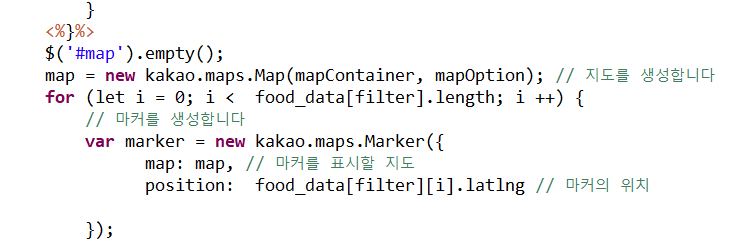 }
<%}%>
$('#map').empty();
map = new kakao.maps.Map(mapContainer, mapOption); // 지도를 생성합니다
for (let i = 0; i <  food_data[filter].length; i ++) {
// 마커를 생성합니다
var marker = new kakao.maps.Marker({
map: map, // 마커를 표시할 지도
position:  food_data[filter][i].latlng // 마커의 위치
});